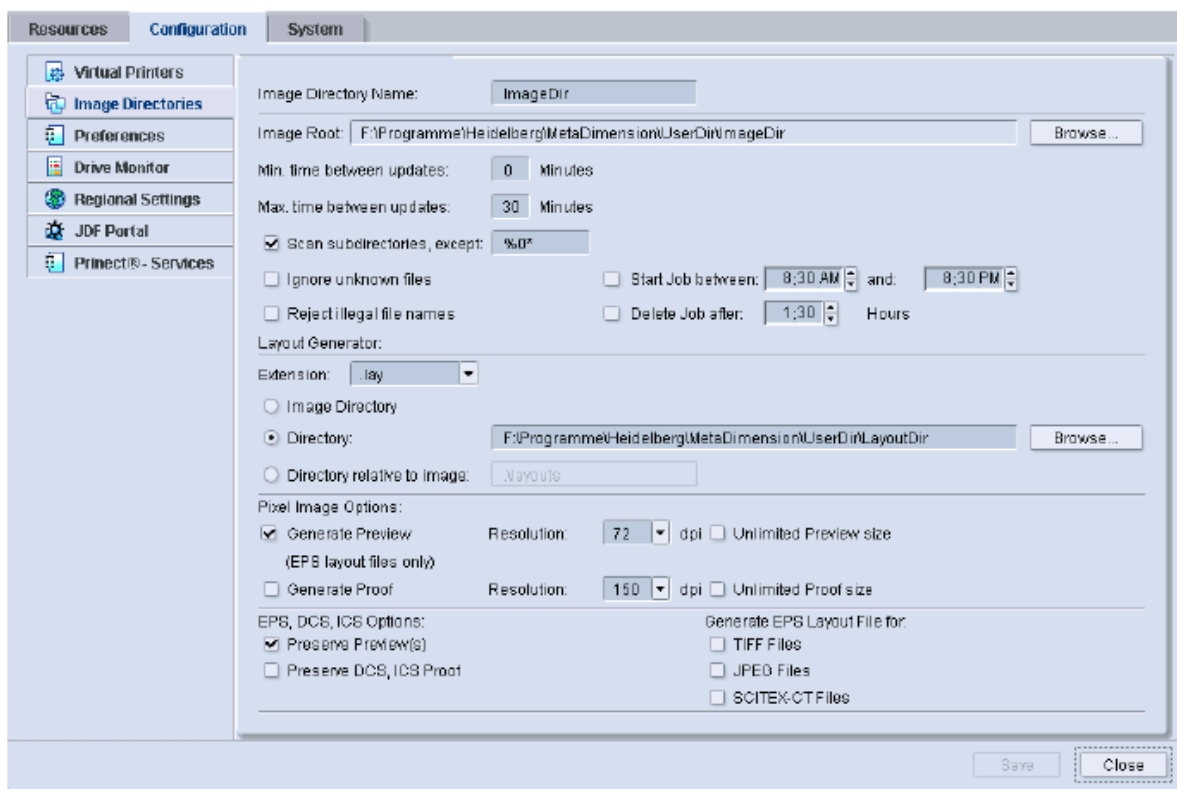 Resources Configuration System
Virtual Printers
Image Directories
Preferences
Drive Monitor
Regional Settings
JDF Portal
Prinect®- Services
Image Directory Name: ImageDir
Image Root: F:\Programme\Heidelberg\MetaDimension\UserDir\ImageDir Browse...
Min. time between updates: 0 Minutes
Max. time between updates: 30 Minutes
Scan subdirectories, except: %0*
Ignore unknown files Start Job between: 8:30 AM and: 8:30 PM
Reject illegal file names Delete Job after: 1:30 Hours
Layout Generator:
Extension: .lay
Image Directory
Directory: F:\Programme\Heidelberg\MetaDimension\UserDir\LayoutDir Browse...
Directory relative to image: .\layouts
Pixel Image Options:
Generate Preview Resolution: 72 dpi Unlimited Preview size
(EPS layout files only)
Generate Proof Resolution: 150 dpi Unlimited Proof size
EPS, DCS, ICS Options: Generate EPS Layout File for:
Preserve Preview(s) TIFF Files
Preserve DCS, ICS Proof JPEG Files
SCITEX-CT Files
Save Close